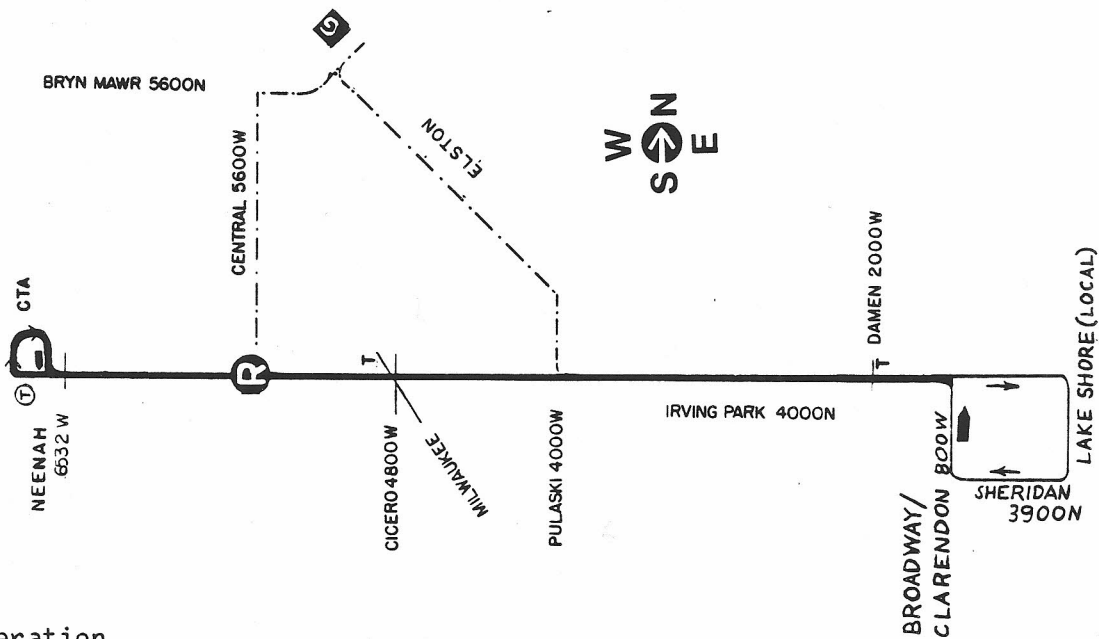 BRYN MAWR 5600N
G
CENTRAL 5600W
ELSTON
W
S N
E
CTA
T
NEENAH
6532 W
R
T
CICERO 4800W
MILWAUKEE
PULASKI 4000W
IRVING PARK 4000N
DAMEN 2000W
T
BROADWAY/
CLARENDON 800W
SHERIDAN
3900N
LAKE SHORE (LOCAL)
eration